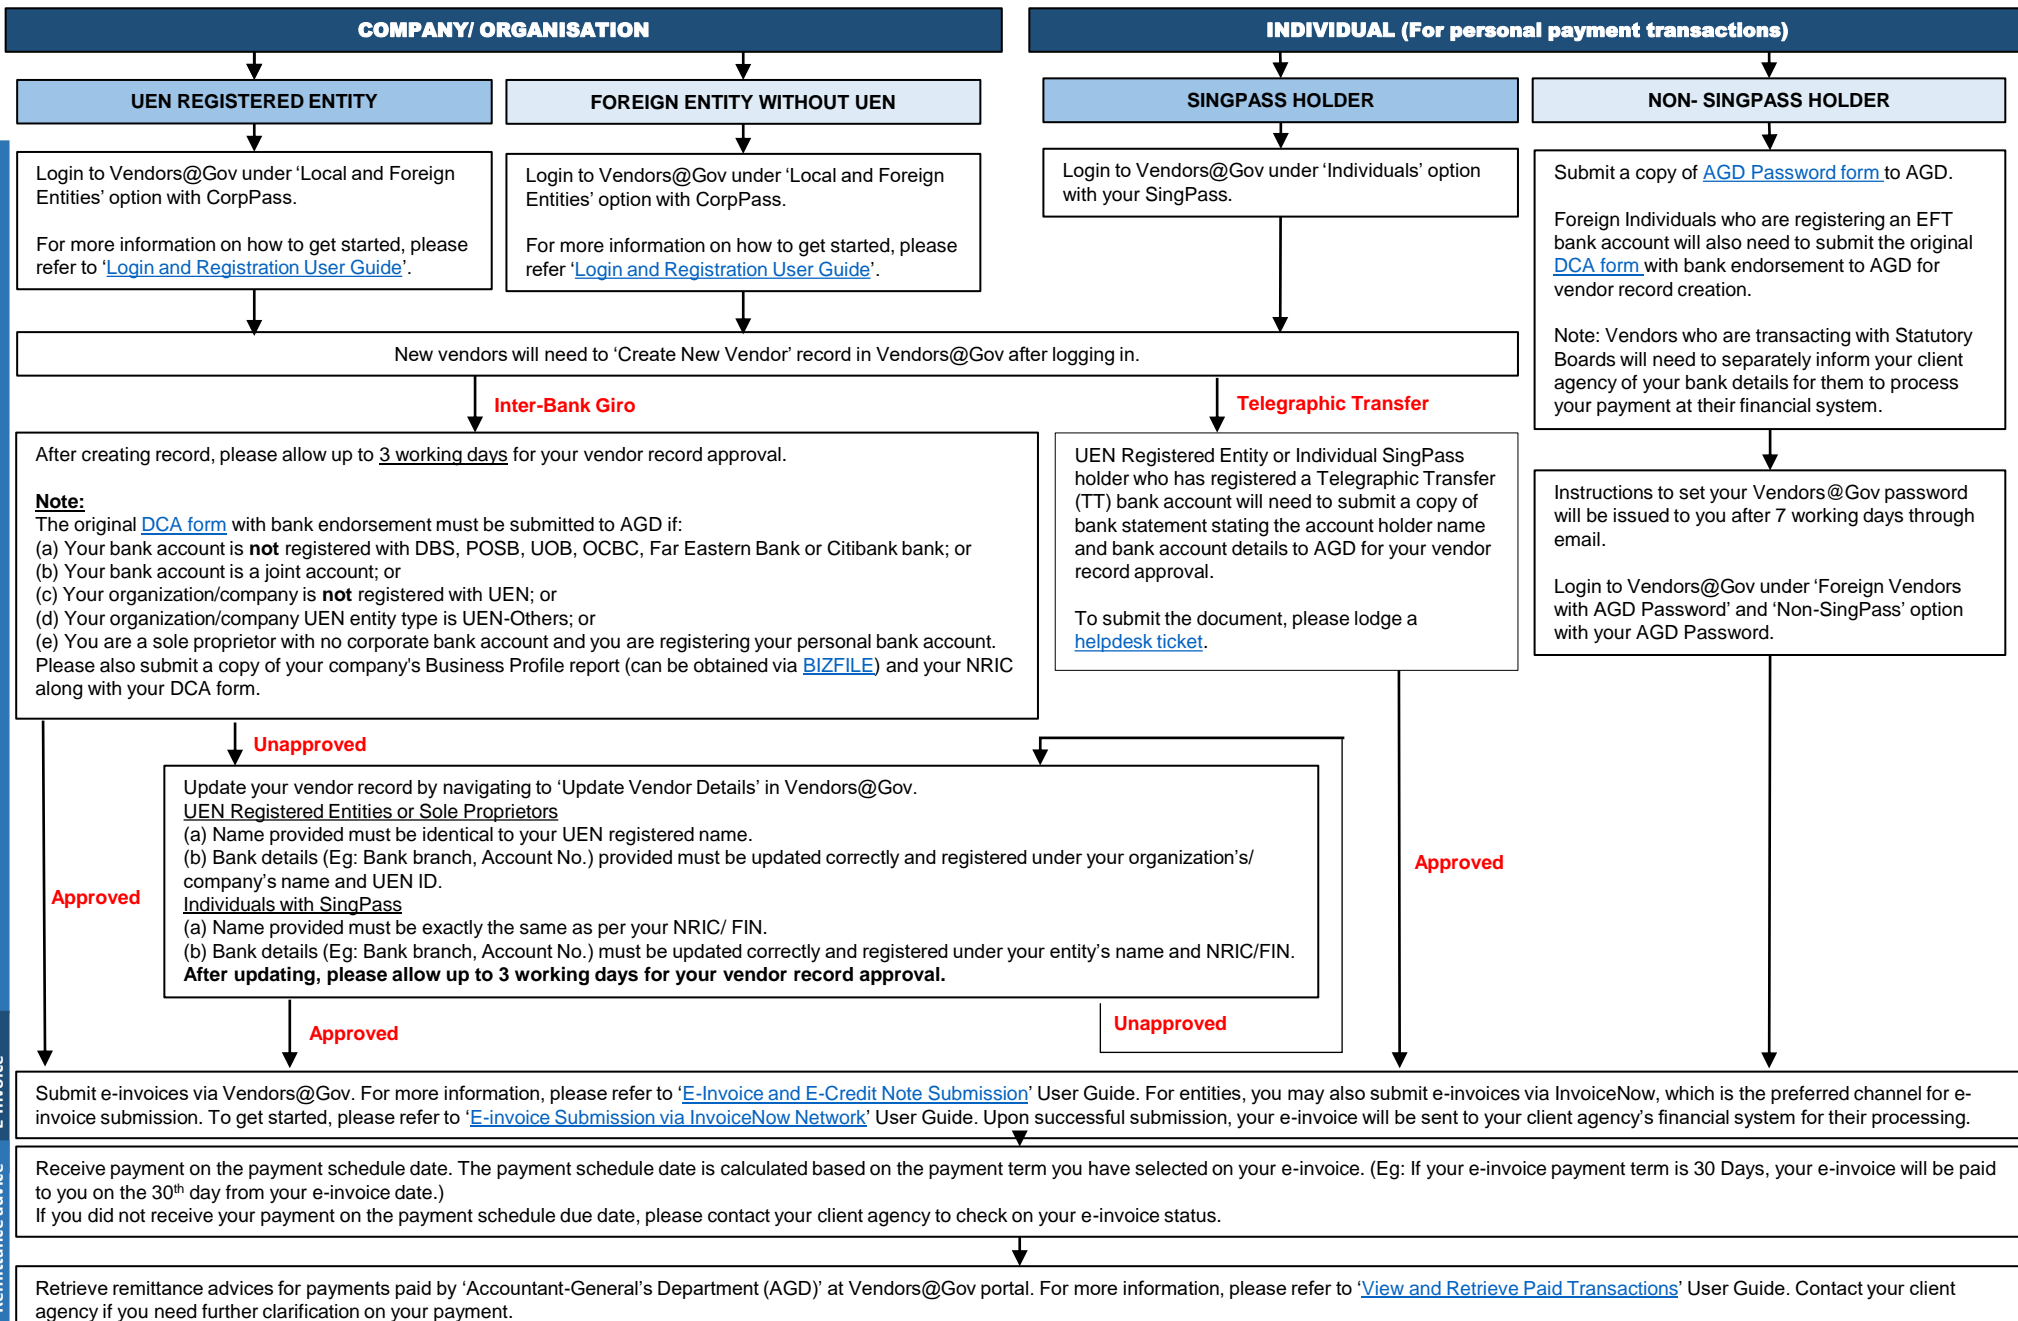 COMPANY/ ORGANISATION
INDIVIDUAL (For personal payment transactions)
UEN REGISTERED ENTITY
FOREIGN ENTITY WITHOUT UEN
SINGPASS HOLDER
NON- SINGPASS HOLDER
Login to Vendors@Gov under ‘Local and Foreign
Entities’ option with CorpPass.
For more information on how to get started, please
refer to ‘Login and Registration User Guide’.
Login to Vendors@Gov under ‘Local and Foreign
Entities’ option with CorpPass.
For more information on how to get started, please
refer ‘Login and Registration User Guide’.
Login to Vendors@Gov under ‘Individuals’ option
with your SingPass.
Submit a copy of AGD Password form to AGD.
Foreign Individuals who are registering an EFT
bank account will also need to submit the original
DCA form with bank endorsement to AGD for
vendor record creation.
Note: Vendors who are transacting with Statutory
Boards will need to separately inform your client
agency of your bank details for them to process
your payment at their financial system.
New vendors will need to ‘Create New Vendor’ record in Vendors@Gov after logging in.
Inter-Bank Giro
Telegraphic Transfer
After creating record, please allow up to 3 working days for your vendor record approval.
Note:
The original DCA form with bank endorsement must be submitted to AGD if:
(a) Your bank account is not registered with DBS, POSB, UOB, OCBC, Far Eastern Bank or Citibank bank; or
(b) Your bank account is a joint account; or
(c) Your organization/company is not registered with UEN; or
(d) Your organization/company UEN entity type is UEN-Others; or
(e) You are a sole proprietor with no corporate bank account and you are registering your personal bank account.
Please also submit a copy of your company's Business Profile report (can be obtained via BIZFILE) and your NRIC
along with your DCA form.
UEN Registered Entity or Individual SingPass
holder who has registered a Telegraphic Transfer
(TT) bank account will need to submit a copy of
bank statement stating the account holder name
and bank account details to AGD for your vendor
record approval.
To submit the document, please lodge a
helpdesk ticket.
Instructions to set your Vendors@Gov password
will be issued to you after 7 working days through
email.
Login to Vendors@Gov under ‘Foreign Vendors
with AGD Password’ and ‘Non-SingPass’ option
with your AGD Password.
Unapproved
Update your vendor record by navigating to ‘Update Vendor Details’ in Vendors@Gov.
UEN Registered Entities or Sole Proprietors
(a) Name provided must be identical to your UEN registered name.
(b) Bank details (Eg: Bank branch, Account No.) provided must be updated correctly and registered under your organization’s/
company’s name and UEN ID.
Individuals with SingPass
(a) Name provided must be exactly the same as per your NRIC/ FIN.
(b) Bank details (Eg: Bank branch, Account No.) must be updated correctly and registered under your entity’s name and NRIC/FIN.
After updating, please allow up to 3 working days for your vendor record approval.
Approved
Approved
Approved
Unapproved
Submit e-invoices via Vendors@Gov. For more information, please refer to ‘E-Invoice and E-Credit Note Submission’ User Guide. For entities, you may also submit e-invoices via InvoiceNow, which is the preferred channel for e-
invoice submission. To get started, please refer to ‘E-invoice Submission via InvoiceNow Network’ User Guide. Upon successful submission, your e-invoice will be sent to your client agency’s financial system for their processing.
Receive payment on the payment schedule date. The payment schedule date is calculated based on the payment term you have selected on your e-invoice. (Eg: If your e-invoice payment term is 30 Days, your e-invoice will be paid
to you on the 30th day from your e-invoice date.)
If you did not receive your payment on the payment schedule due date, please contact your client agency to check on your e-invoice status.
Retrieve remittance advices for payments paid by ‘Accountant-General’s Department (AGD)’ at Vendors@Gov portal. For more information, please refer to ‘View and Retrieve Paid Transactions’ User Guide. Contact your client
agency if you need further clarification on your payment.